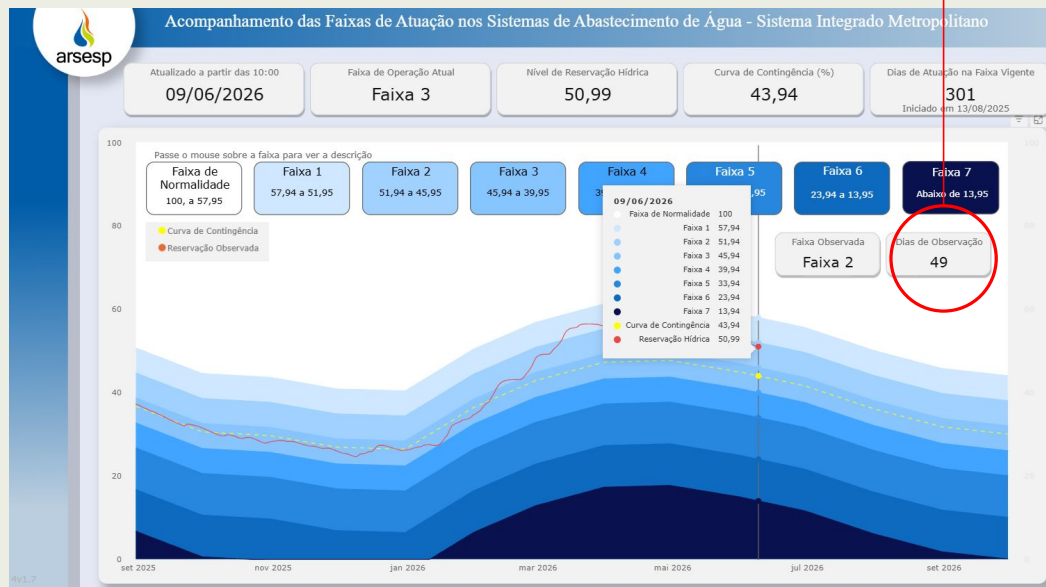 Acompanhamento das Faixas de Atuação nos Sistemas de Abastecimento de Água - Sistema Integrado Metropolitano
arsesp
Atualizado a partir das 10:00
09/06/2026
Faixa de Operação Atual
Faixa 3
Nível de Reservação Hídrica
50,99
Curva de Contingência (%)
43,94
Dias de Atuação na Faixa Vigente
301
Iniciado em 13/08/2025
Passe o mouse sobre a faixa para ver a descrição
Faixa de
Normalidade
100, a 57,95
Faixa 1
57,94 a 51,95
Faixa 2
51,94 a 45,95
Faixa 3
45,94 a 39,95
Faixa 4
Faixa 5
Faixa 6
23,94 a 13,95
Faixa 7
Abaixo de 13,95
Curva de Contingência
Reservação Observada
09/06/2026
Faixa de Normalidade 100
Faixa 1 57,94
Faixa 2 51,94
Faixa 3 45,94
Faixa 4 39,94
Faixa 5 33,94
Faixa 6 23,94
Faixa 7 13,94
Curva de Contingência 43,94
Reservação Hídrica 50,99
Faixa Observada
Faixa 2
Dias de Observação
49
100
80
60
40
20
0
100
80
60
40
20
0
set 2025 nov 2025 jan 2026 mar 2026 mai 2026 jul 2026 set 2026